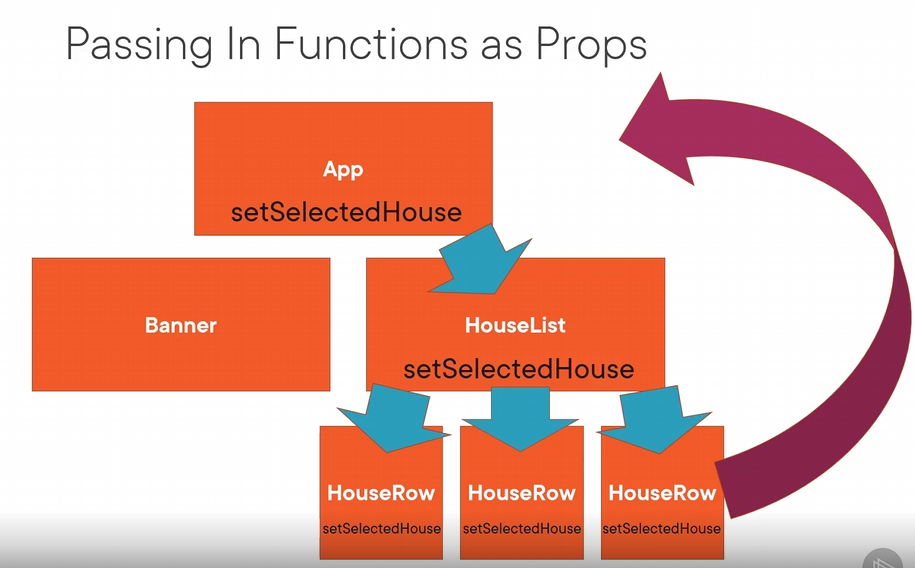 Passing In Functions as Props
App
setSelectedHouse
Banner
HouseList
setSelectedHouse
HouseRow
HouseRow
HouseRow
setSelectedHouse
setSelectedHouse
setSelectedHouse